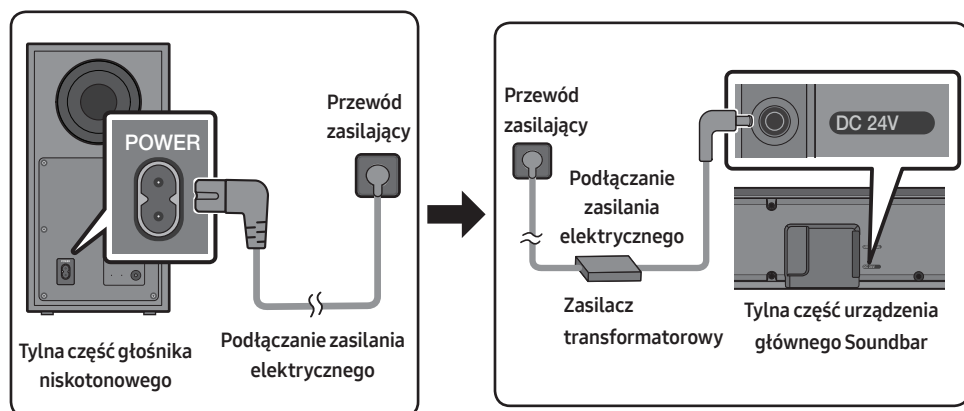 POWER
Przewód
zasilający
Tylna część głośnika
niskotonowego
Podłączanie zasilania
elektrycznego
Przewód
zasilający
Podłączanie
zasilania
elektrycznego
Zasilacz
transformatorowy
DC 24V
Tylna część urządzenia
głównego Soundbar